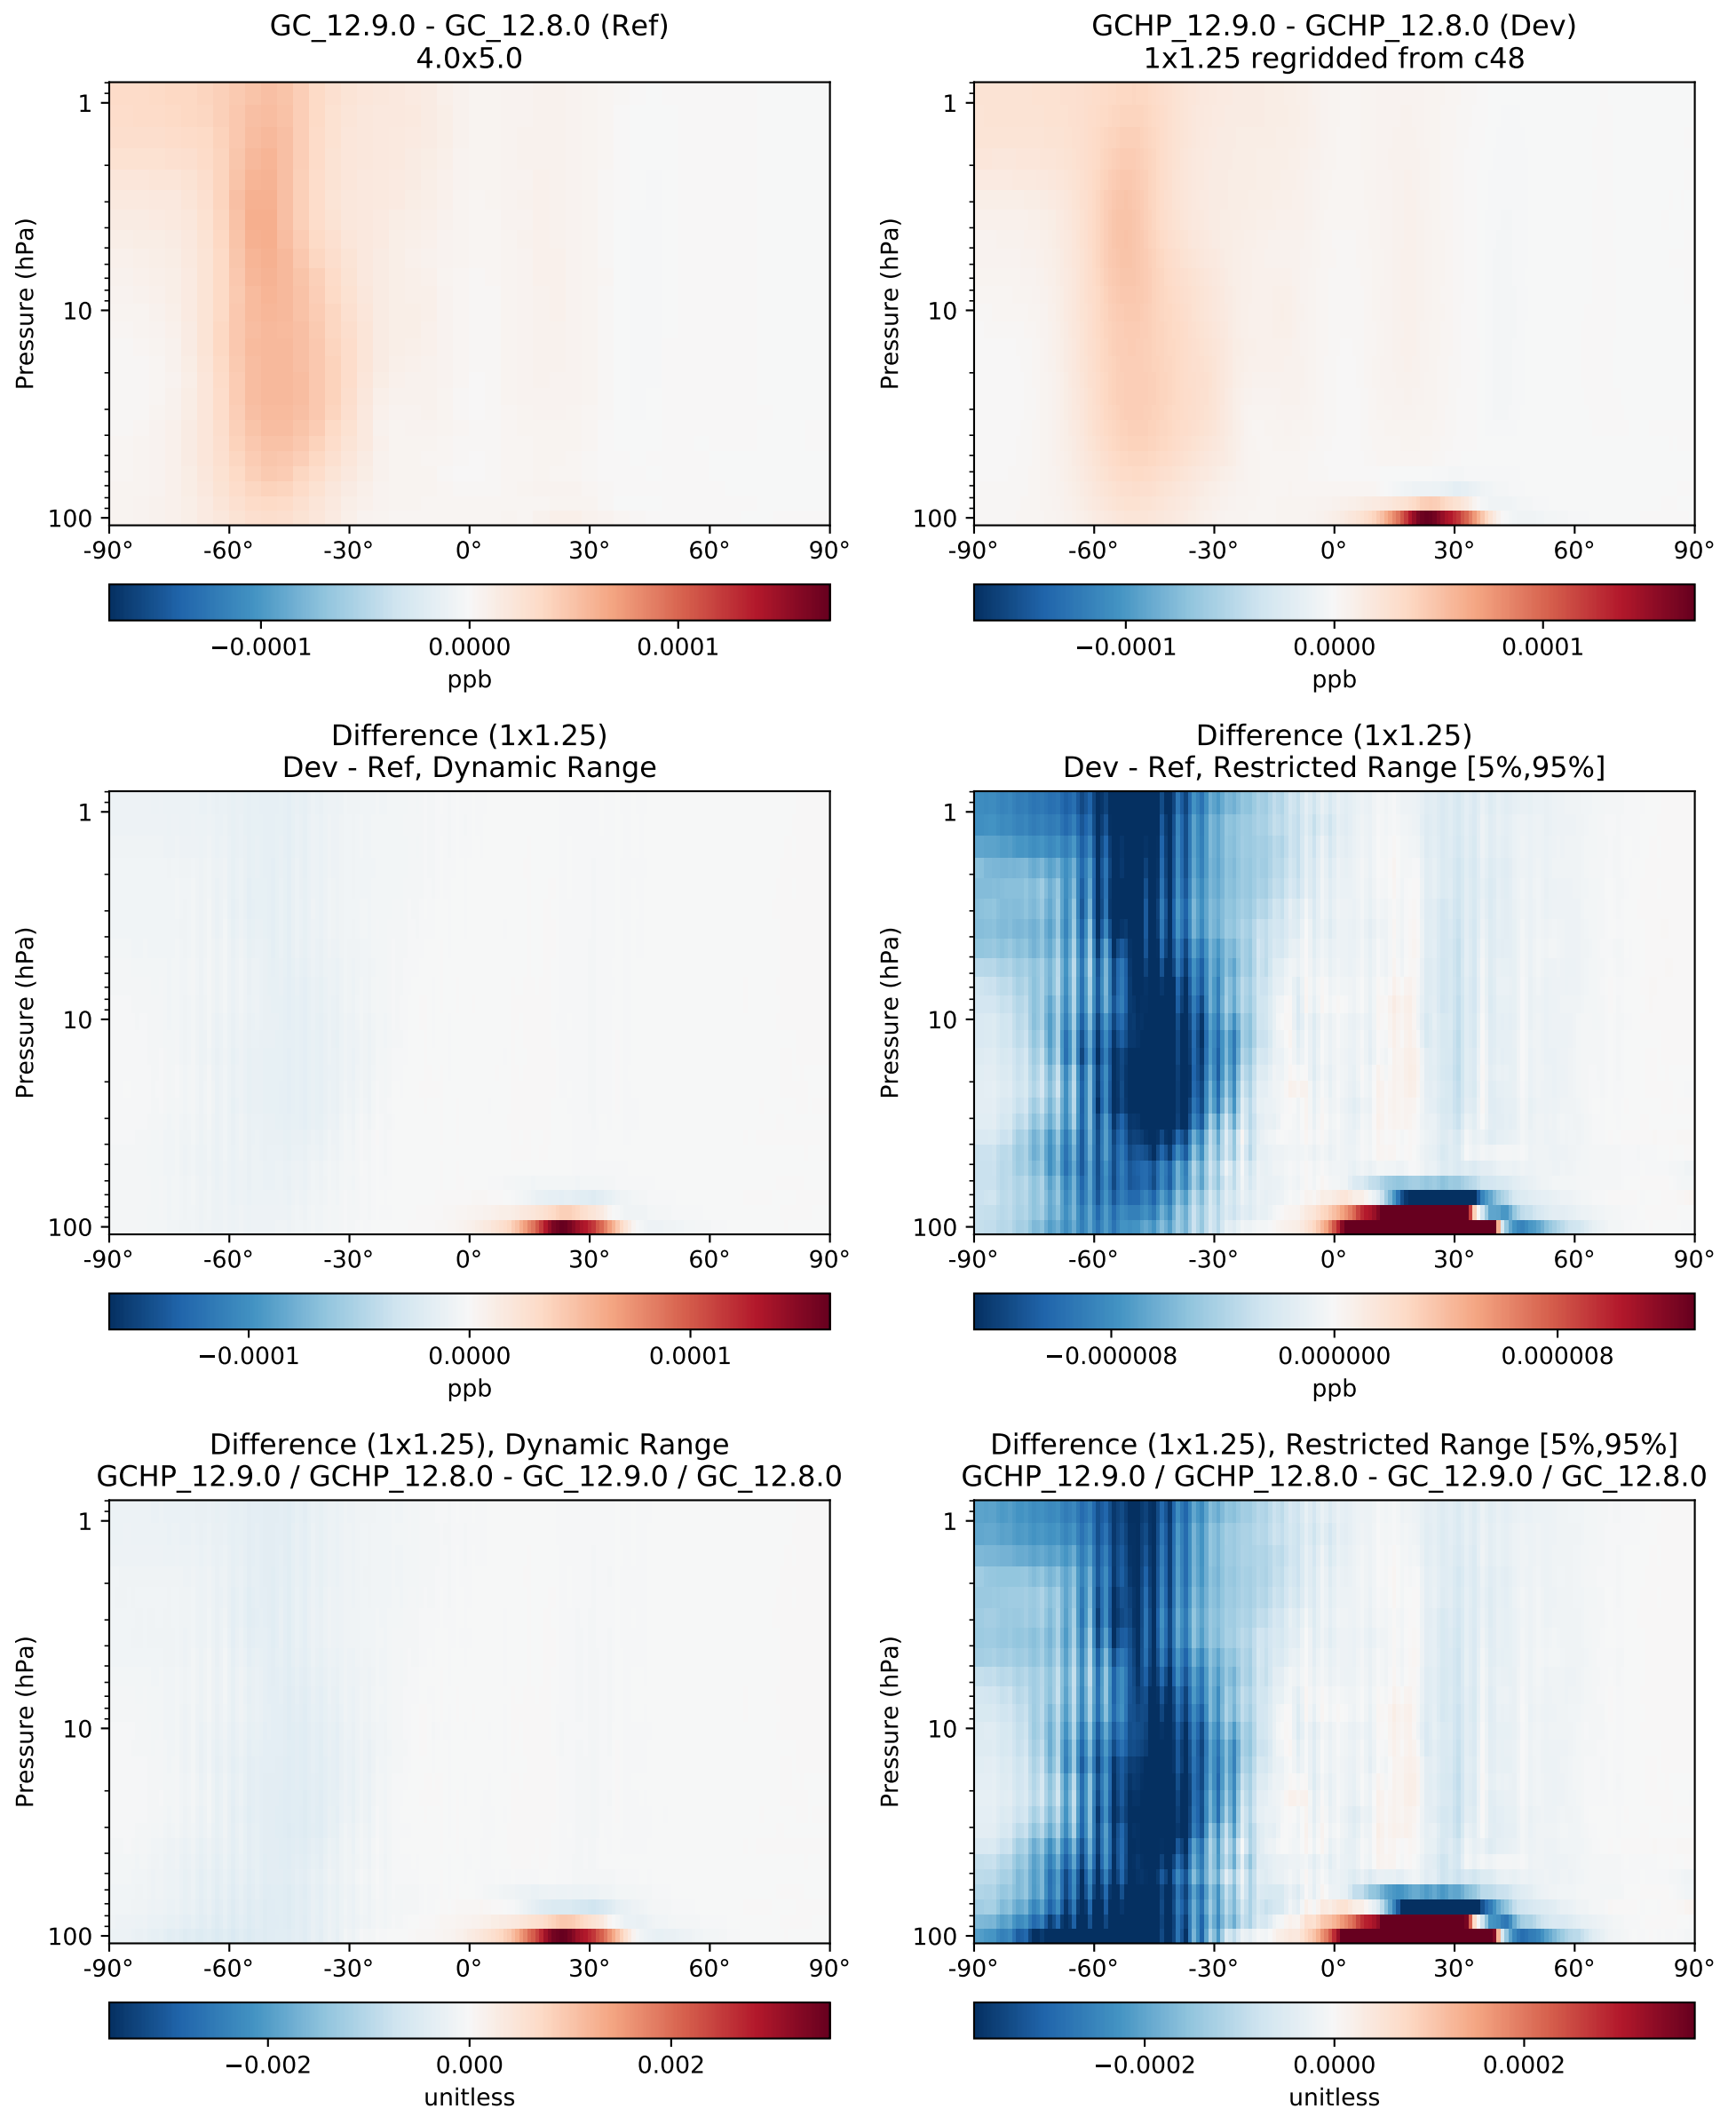 GC_12.9.0 - GC_12.8.0 (Ref)
4.0x5.0
Pressure (hPa)
1
10
100
-90° -60° -30° 0° 30° 60° 90°
−0.0001 0.0000 0.0001
ppb
GCHP_12.9.0 - GCHP_12.8.0 (Dev)
1x1.25 regridded from c48
Pressure (hPa)
1
10
100
-90° -60° -30° 0° 30° 60° 90°
−0.0001 0.0000 0.0001
ppb
Difference (1x1.25)
Dev - Ref, Dynamic Range
Pressure (hPa)
1
10
100
-90° -60° -30° 0° 30° 60° 90°
−0.0001 0.0000 0.0001
ppb
Difference (1x1.25)
Dev - Ref, Restricted Range [5%,95%]
Pressure (hPa)
1
10
100
-90° -60° -30° 0° 30° 60° 90°
−0.000008 0.000000 0.000008
ppb
Difference (1x1.25), Dynamic Range
GCHP_12.9.0 / GCHP_12.8.0 - GC_12.9.0 / GC_12.8.0
Pressure (hPa)
1
10
100
-90° -60° -30° 0° 30° 60° 90°
−0.002 0.000 0.002
unitless
Difference (1x1.25), Restricted Range [5%,95%]
GCHP_12.9.0 / GCHP_12.8.0 - GC_12.9.0 / GC_12.8.0
Pressure (hPa)
1
10
100
-90° -60° -30° 0° 30° 60° 90°
−0.0002 0.0000 0.0002
unitless